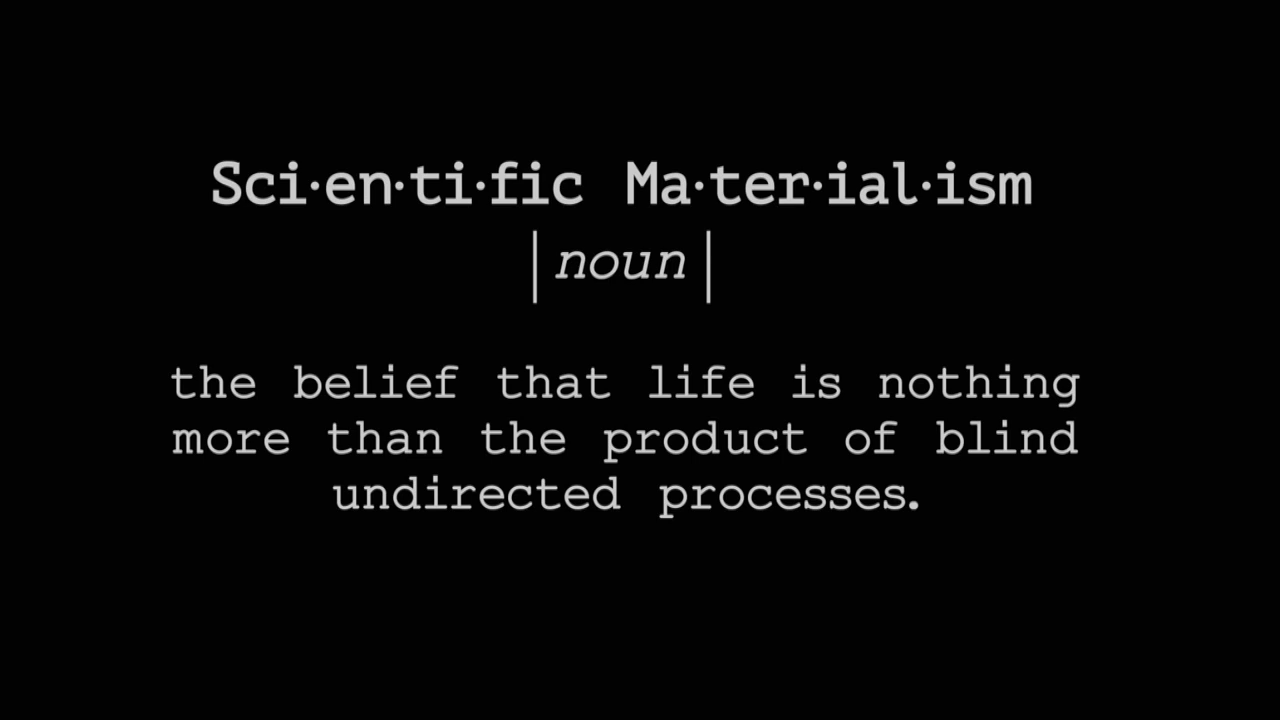 Sci·en·ti·fic Ma·ter·ial·ism
|noun|
the belief that life is nothing
more than the product of blind
undirected processes.